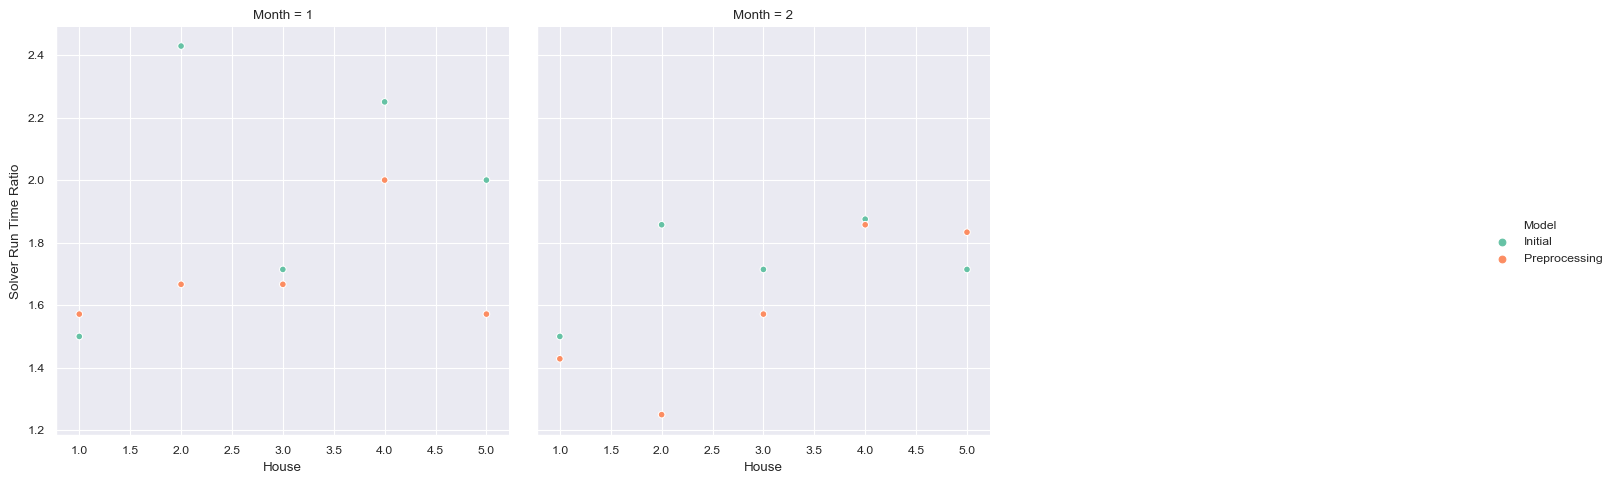 Month = 1
Month = 2
Solver Run Time Ratio
2.4
2.2
2.0
1.8
1.6
1.4
1.2
1.0 1.5 2.0 2.5 3.0 3.5 4.0 4.5 5.0
House
1.0 1.5 2.0 2.5 3.0 3.5 4.0 4.5 5.0
House
Model
Initial
Preprocessing